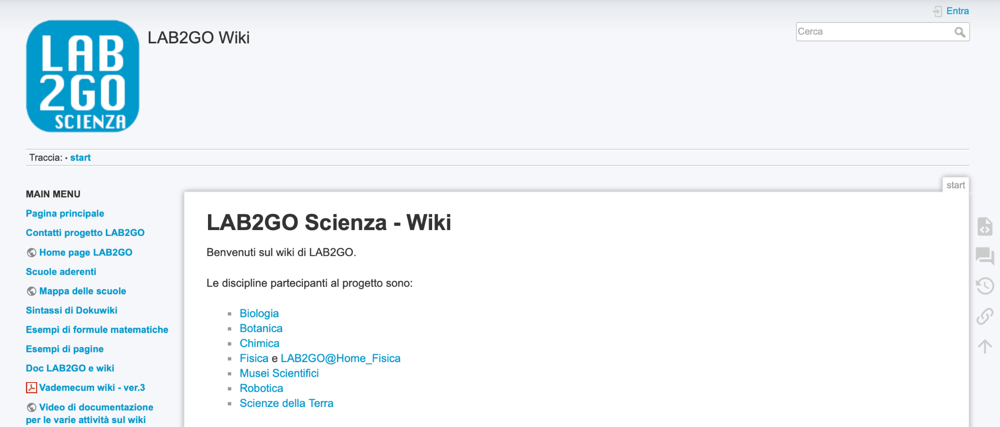 Entra
LAB
2GO
SCIENZA
LAB2GO Wiki
Cerca
Traccia: • start
start
MAIN MENU
Pagina principale
Contatti progetto LAB2GO
Home page LAB2GO
Scuole aderenti
Mappa delle scuole
Sintassi di Dokuwiki
Esempi di formule matematiche
Esempi di pagine
Doc LAB2GO e wiki
Vademecum wiki - ver.3
Video di documentazione
per le varie attività sul wiki
LAB2GO Scienza - Wiki
Benvenuti sul wiki di LAB2GO.
Le discipline partecipanti al progetto sono:
Biologia
Botanica
Chimica
Fisica e LAB2GO@Home_Fisica
Musei Scientifici
Robotica
Scienze della Terra